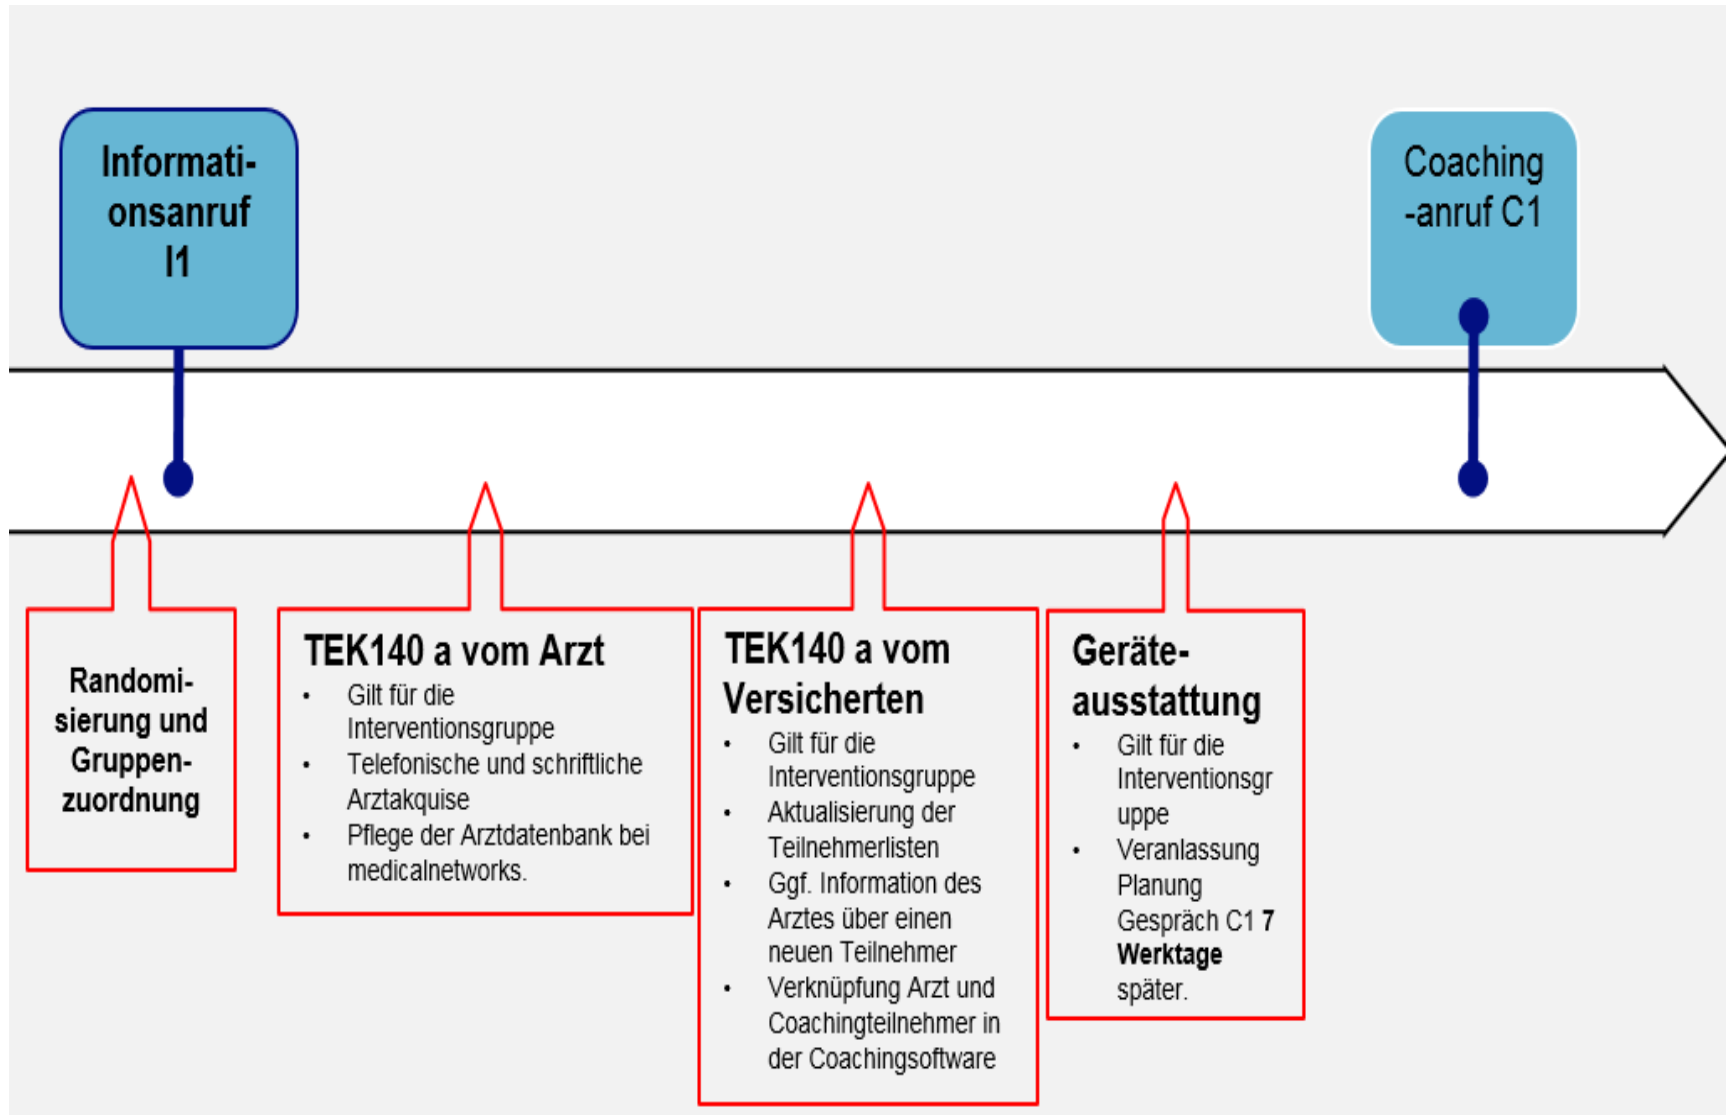 Informati-
onsanruf
I1
Coaching
-anruf C1
Randomi-
sierung und
Gruppen-
zuordnung
TEK140 a vom Arzt
• Gilt für die
Interventionsgruppe
• Telefonische und schriftliche
Arztakquise
• Pflege der Arztdatenbank bei
medicalnetworks.
TEK140 a vom
Versicherten
• Gilt für die
Interventionsgruppe
• Aktualisierung der
Teilnehmerlisten
• Ggf. Information des
Arztes über einen
neuen Teilnehmer
• Verknüpfung Arzt und
Coachingteilnehmer in
der Coachingsoftware
Geräte-
ausstattung
• Gilt für die
Interventionsgr
uppe
• Veranlassung
Planung
Gespräch C1 7
Werktage
später.